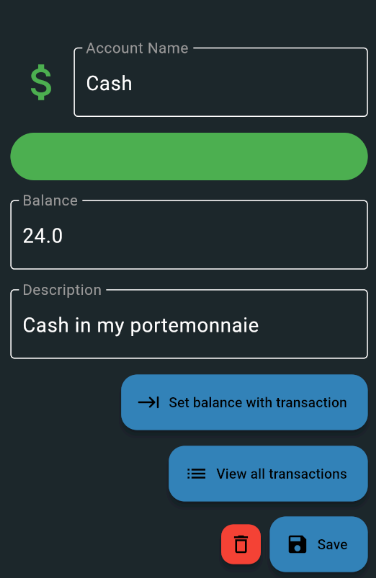 Account Name
$ Cash
Balance
24.0
Description
Cash in my portemonnaie
Set balance with transaction
View all transactions
Save